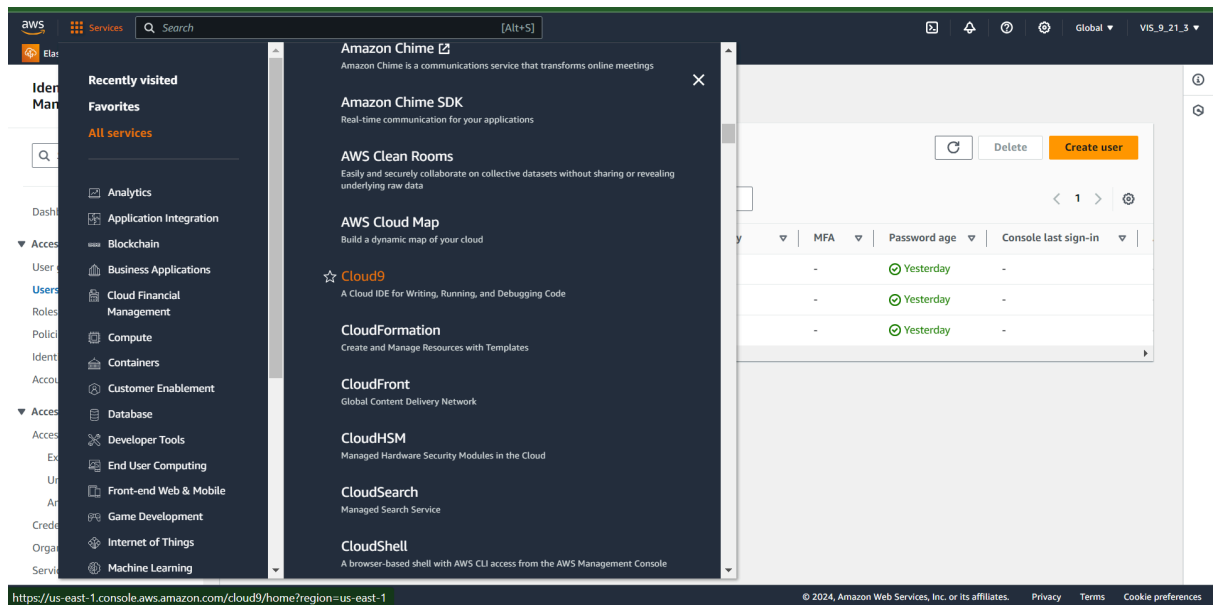 aws
Services
Search
[Alt+S]
Global
VIS_9_21_3
Elas
Iden
Man
Dashl
Acces
User
Users
Roles
Polici
Identi
Accou
Acces
Acces
Ex
Un
An
Crede
Organ
Servic
Recently visited
Favorites
All services
Analytics
Application Integration
Blockchain
Business Applications
Cloud Financial
Management
Compute
Containers
Customer Enablement
Database
Developer Tools
End User Computing
Front-end Web & Mobile
Game Development
Internet of Things
Machine Learning
Amazon Chime
Amazon Chime is a communications service that transforms online meetings
Amazon Chime SDK
Real-time communication for your applications
AWS Clean Rooms
Easily and securely collaborate on collective datasets without sharing or revealing
underlying raw data
AWS Cloud Map
Build a dynamic map of your cloud
Cloud9
A Cloud IDE for Writing, Running, and Debugging Code
CloudFormation
Create and Manage Resources with Templates
CloudFront
Global Content Delivery Network
CloudHSM
Managed Hardware Security Modules in the Cloud
CloudSearch
Managed Search Service
CloudShell
A browser-based shell with AWS CLI access from the AWS Management Console
Delete
Create user
1
y MFA Password age Console last sign-in
- Yesterday -
- Yesterday -
- Yesterday -
https://us-east-1.console.aws.amazon.com/cloud9/home?region=us-east-1
© 2024, Amazon Web Services, Inc. or its affiliates. Privacy Terms Cookie preferences